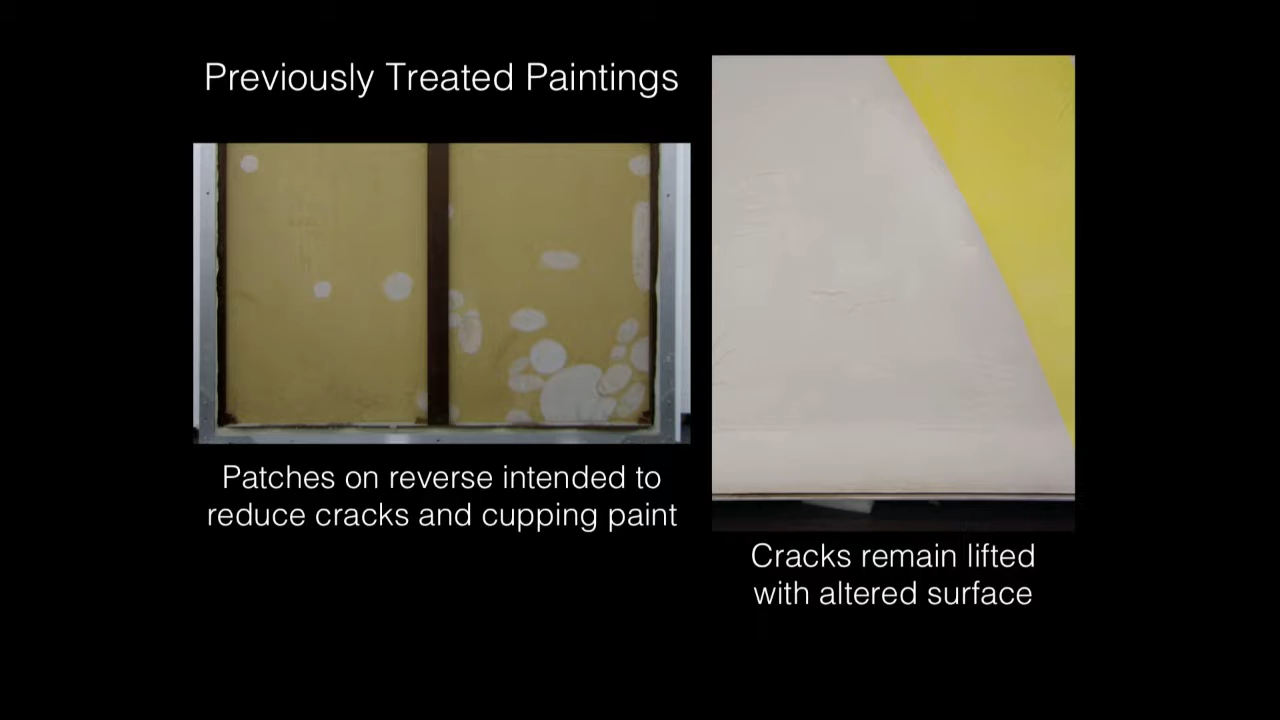 Previously Treated Paintings
Patches on reverse intended to
reduce cracks and cupping paint
Cracks remain lifted
with altered surface